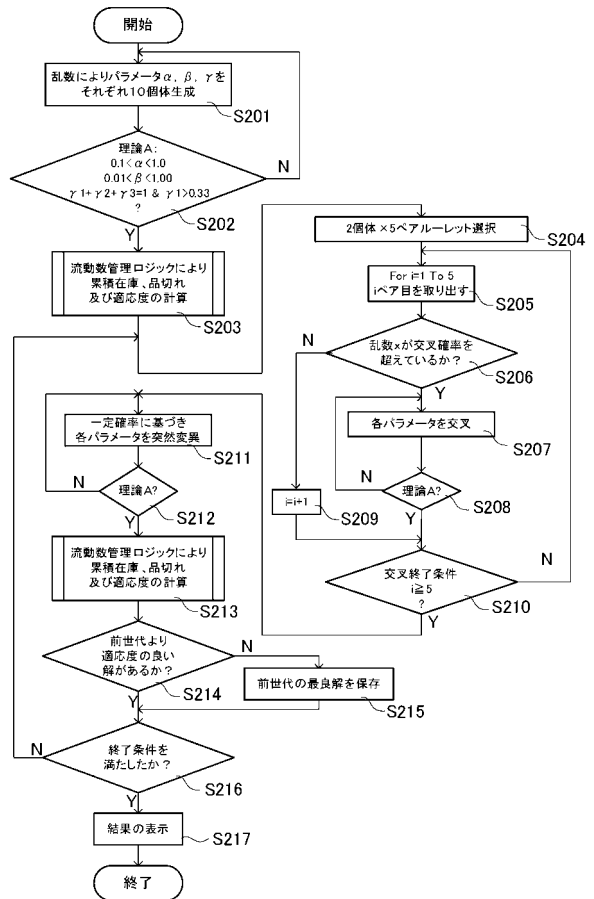 開始
乱数によりパラメータα, β, γを
それぞれ10個体生成
S201
理論A:
0.1<α<1.0
0.01<β<1.00
γ1+γ2+γ3=1 & γ1>0.33
?
N
S202
Y
流動数管理ロジックにより
累積在庫、品切れ
及び適応度の計算
S203
2個体×5ペアルーレット選択
S204
For i=1 To 5
iペア目を取り出す
S205
乱数xが交叉確率を
超えているか?
N
S206
Y
各パラメータを交叉
S207
理論A?
N
S208
Y
i=i+1
S209
交叉終了条件
i≧5
?
N
S210
Y
一定確率に基づき
各パラメータを突然変異
S211
理論A?
N
S212
Y
流動数管理ロジックにより
累積在庫、品切れ
及び適応度の計算
S213
前世代より
適応度の良い
解があるか?
N
S214
Y
前世代の最良解を保存
S215
終了条件を
満たしたか?
N
S216
Y
結果の表示
S217
終了